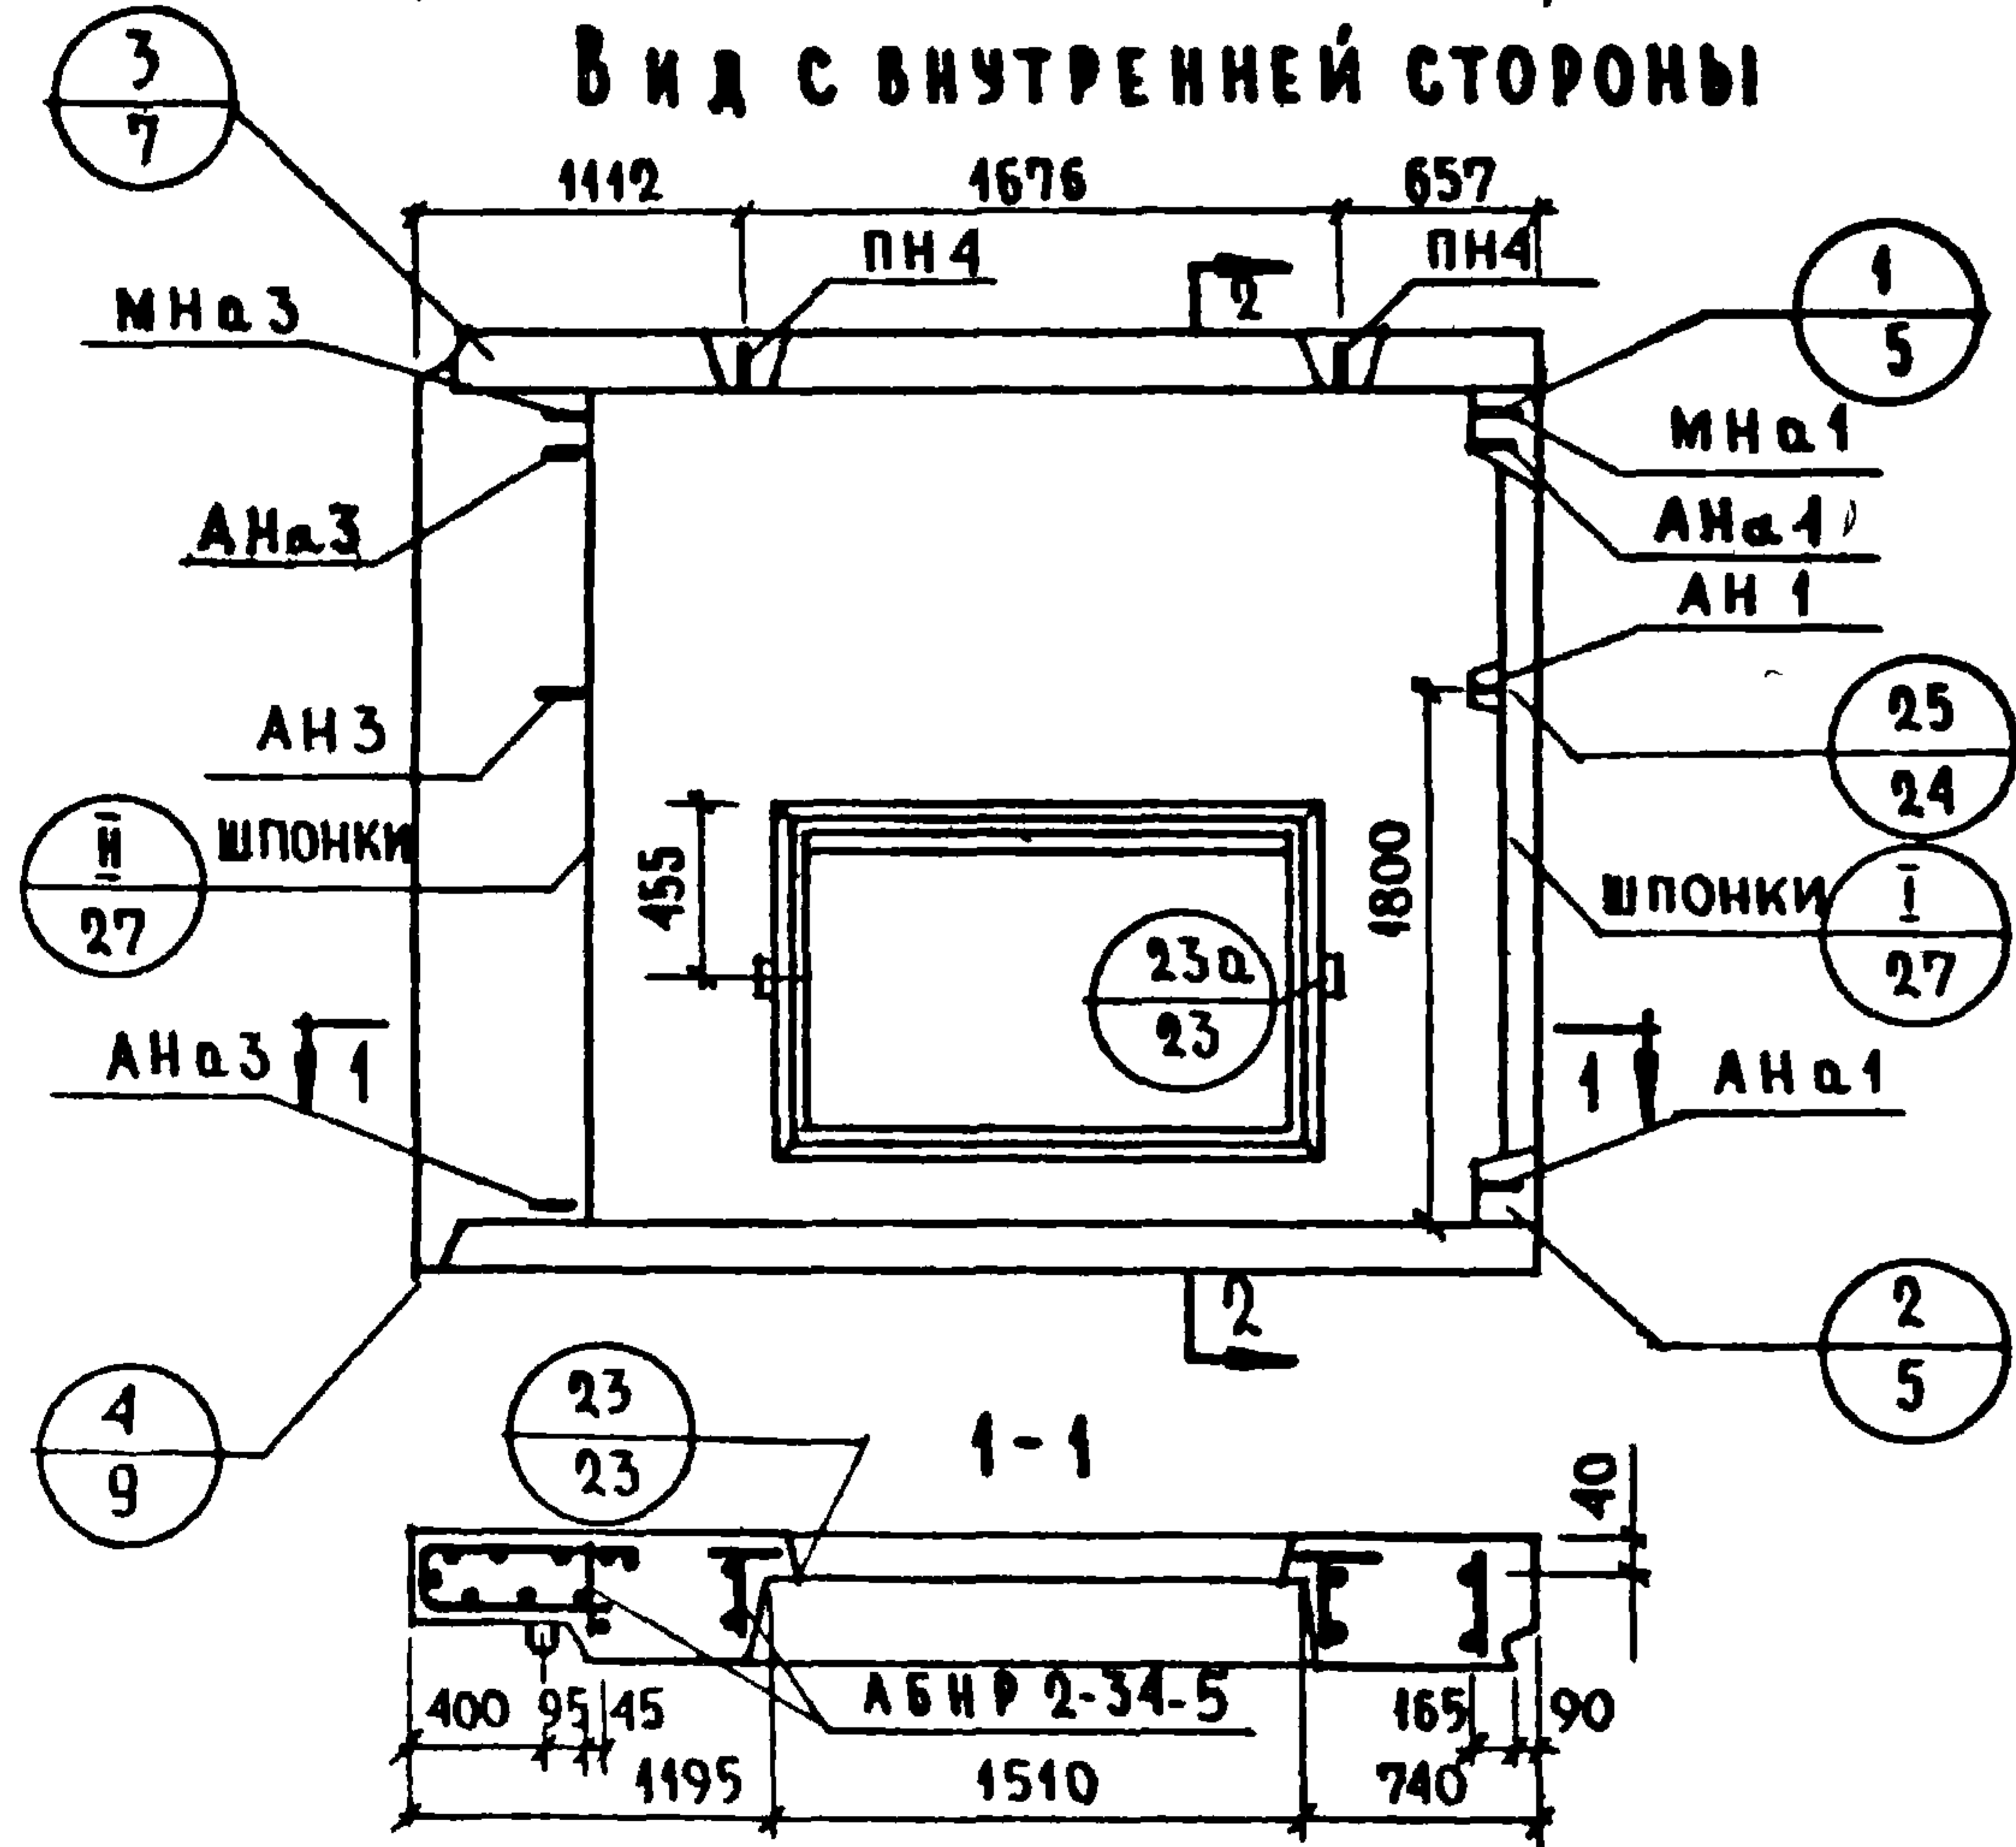 3
7
ВИД С ВНУТРЕННЕЙ СТОРОНЫ
1112 1676 657
ПН4 ПН4
2
1
5
МНа3
МНа1
АНа3
АНа1
АН1
АН3
25
24
II
27
ШПОНКИ
455
1800
ШПОНКИ
I
27
23а
23
АНа3 1
1 АНа1
2
2
5
4
9
23
23
1-1
40
АБНР 2-34-5
400 95 45
165 90
1195 1510 740